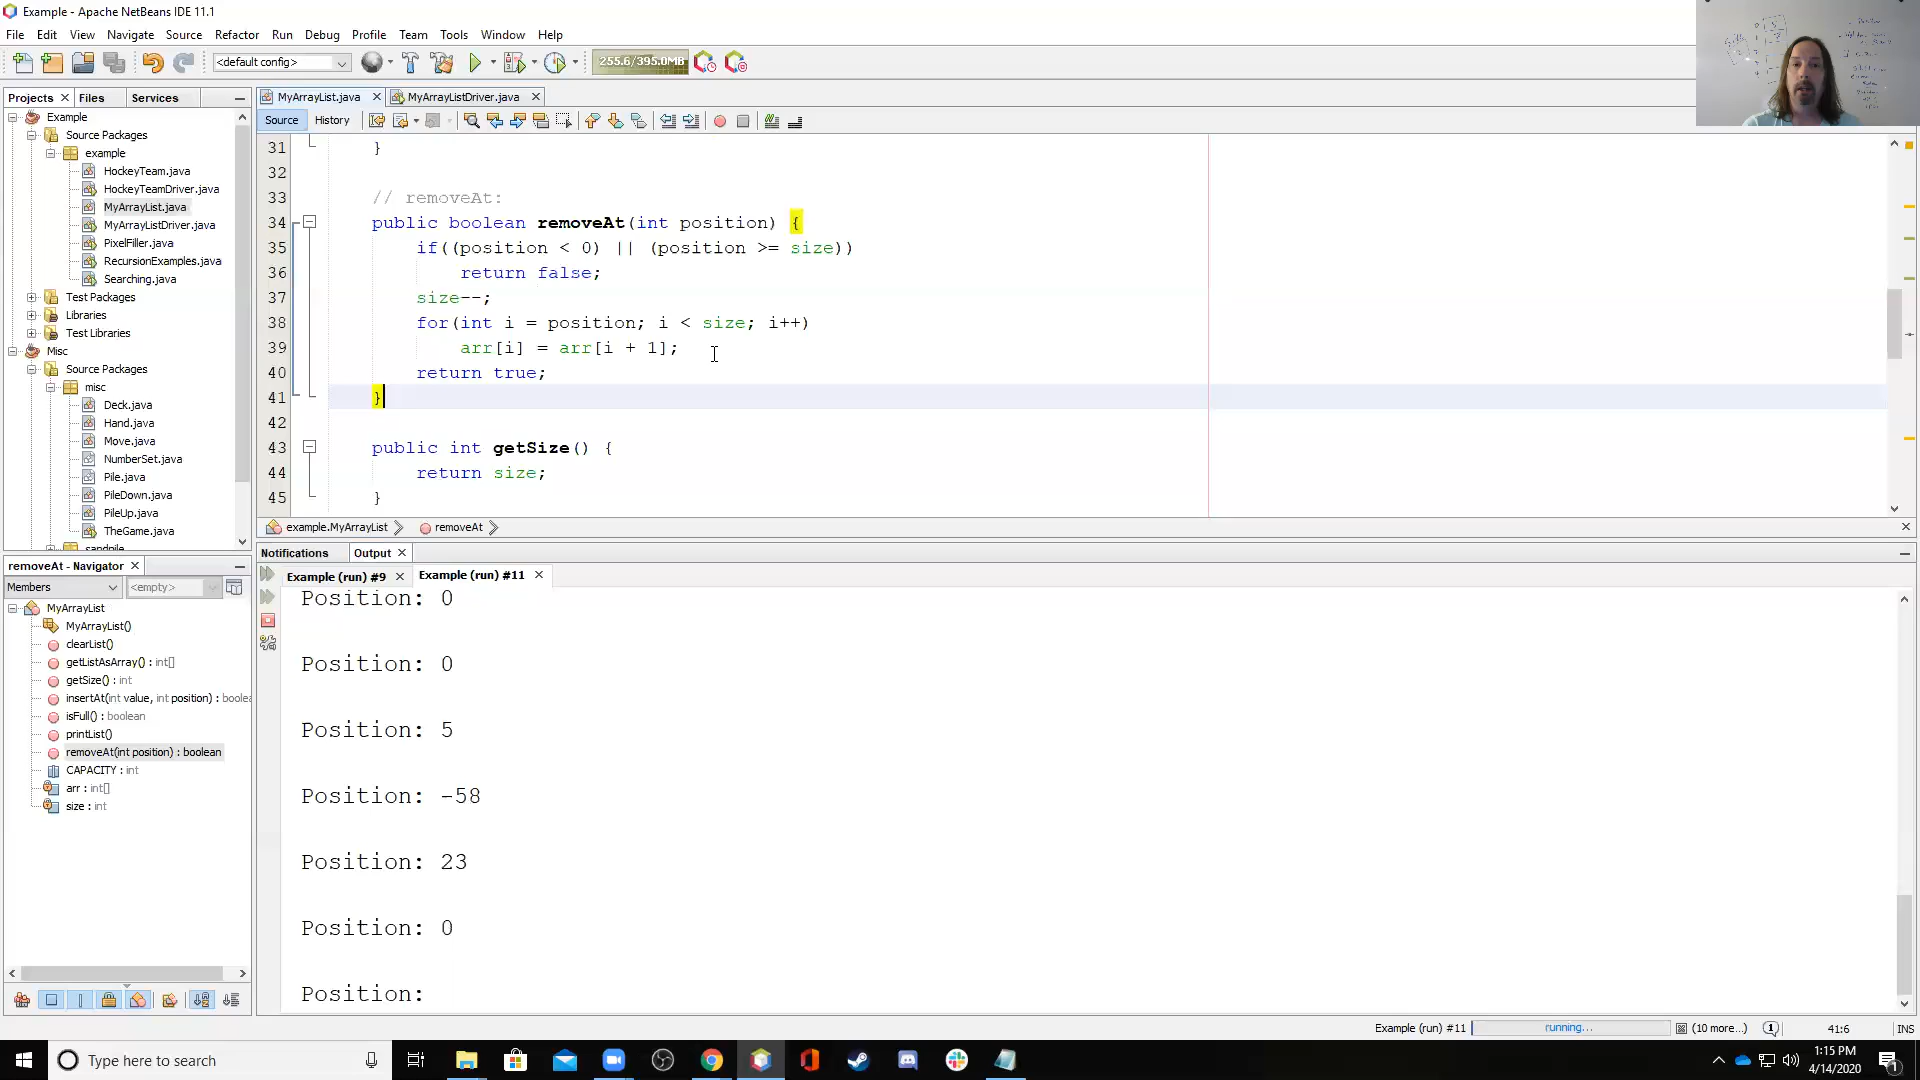 Example - Apache NetBeans IDE 11.1
File Edit View Navigate Source Refactor Run Debug Profile Team Tools Window Help
<default config> 255.6/395.0MB
Projects Files Services
MyArrayList.java MyArrayListDriver.java
Source History
Example
Source Packages
example
HockeyTeam.java
HockeyTeamDriver.java
MyArrayList.java
MyArrayListDriver.java
PixelFiller.java
RecursionExamples.java
Searching.java
Test Packages
Libraries
Test Libraries
Misc
Source Packages
misc
Deck.java
Hand.java
Move.java
NumberSet.java
Pile.java
PileDown.java
PileUp.java
TheGame.java
sandpile
31 }
32
33 // removeAt:
34 public boolean removeAt(int position) {
35 if((position < 0) || (position >= size))
36 return false;
37 size--;
38 for(int i = position; i < size; i++)
39 arr[i] = arr[i + 1];
40 return true;
41 }
42
43 public int getSize() {
44 return size;
45 }
example.MyArrayList removeAt
removeAt - Navigator
Members <empty>
MyArrayList
MyArrayList()
clearList()
getListAsArray() : int[]
getSize() : int
insertAt(int value, int position) : boolea
isFull() : boolean
printList()
removeAt(int position) : boolean
CAPACITY : int
arr : int[]
size : int
Notifications Output
Example (run) #9 Example (run) #11
Position: 0
Position: 0
Position: 5
Position: -58
Position: 23
Position: 0
Position:
Example (run) #11 running... (10 more...) 1 41:6 INS
Type here to search
1:15 PM
4/14/2020
1